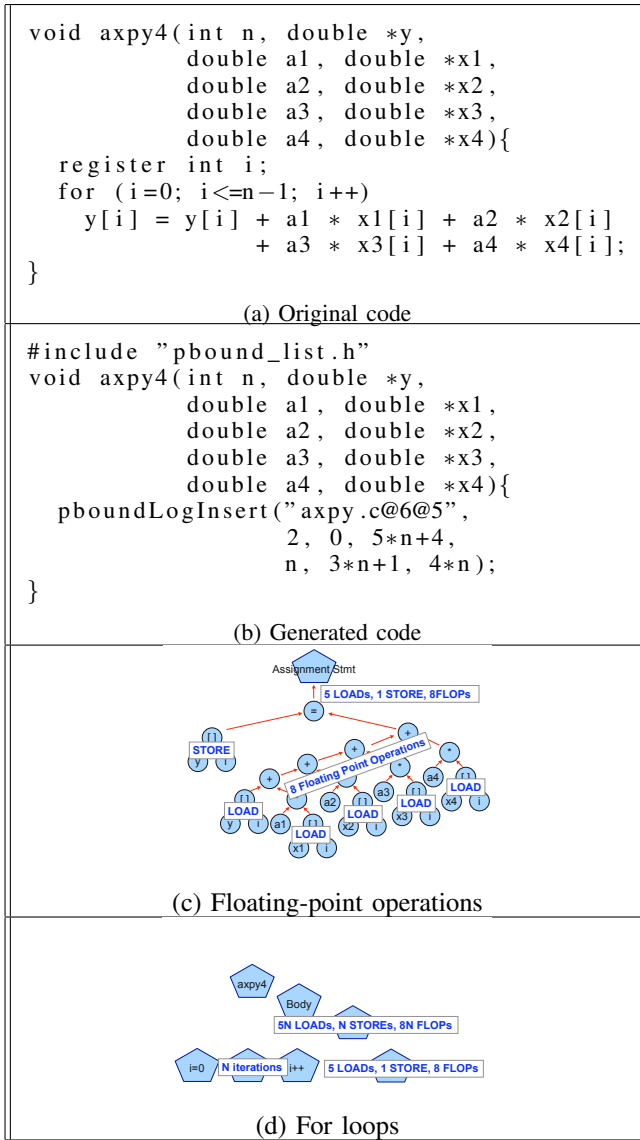 void axpy4(int n, double *y,
double a1, double *x1,
double a2, double *x2,
double a3, double *x3,
double a4, double *x4){
register int i;
for (i=0; i<=n−1; i++)
y[i] = y[i] + a1 * x1[i] + a2 * x2[i]
+ a3 * x3[i] + a4 * x4[i];
}
(a) Original code
#include ”pbound_list.h”
void axpy4(int n, double *y,
double a1, double *x1,
double a2, double *x2,
double a3, double *x3,
double a4, double *x4){
pboundLogInsert(”axpy.c@6@5”,
2, 0, 5*n+4,
n, 3*n+1, 4*n);
}
(b) Generated code
Assignment Stmt
5 LOADs, 1 STORE, 8FLOPs
=
[ ] +
STORE
y i
+ + + *
8 Floating Point Operations
* a4 [ ]
[ ] a1 [ ] a2 [ ] a3 [ ]
LOAD LOAD LOAD LOAD LOAD
y i x1 i x2 i x3 i x4 i
(c) Floating-point operations
axpy4
Body
5N LOADs, N STOREs, 8N FLOPs
i=0 N iterations i++ 5 LOADs, 1 STORE, 8 FLOPs
(d) For loops